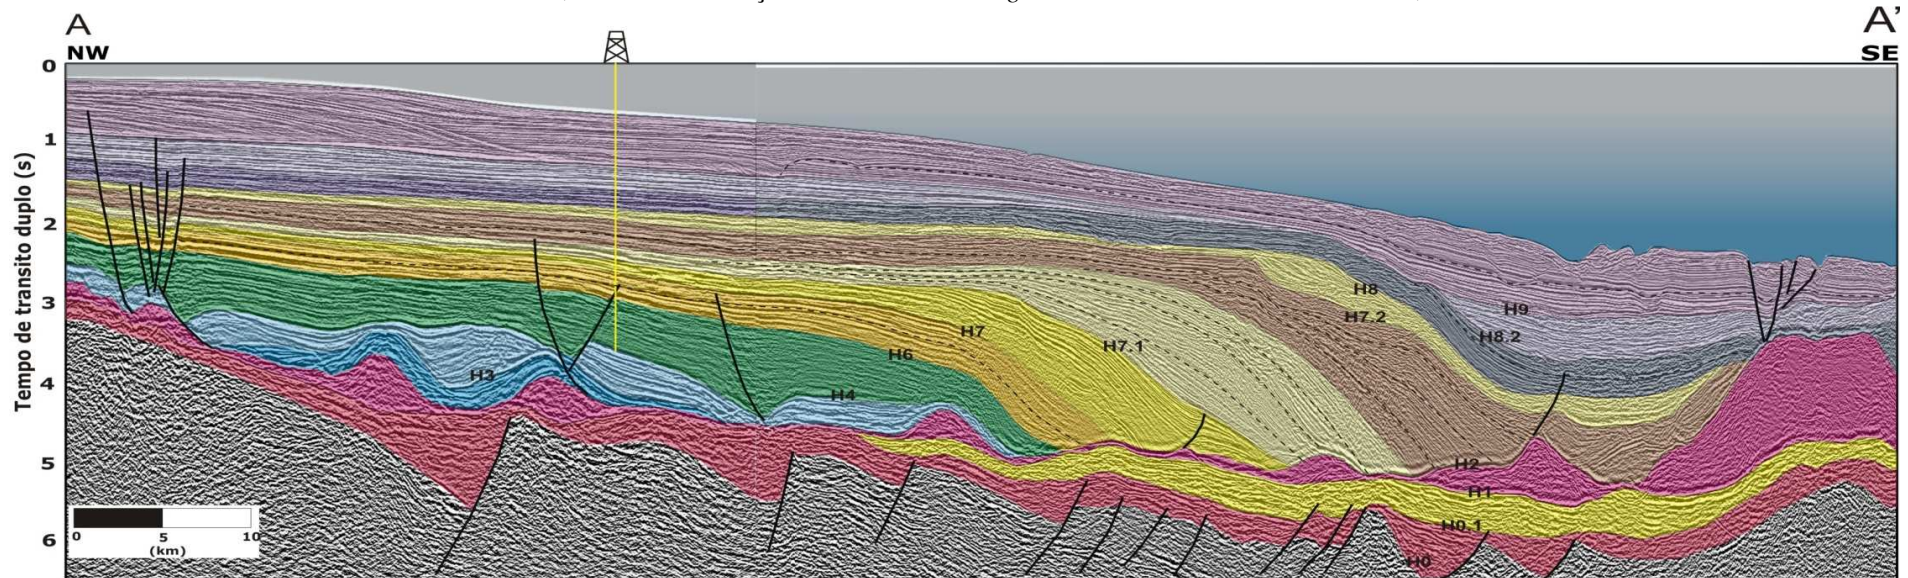 A
A’
NW
SE
Tempo de transito duplo (s)
0
1
2
3
4
5
6
H8
H9
H7.2
H7
H8.2
H7.1
H6
H3
H4
H2
H1
H0.1
H0
0 5 10
(km)